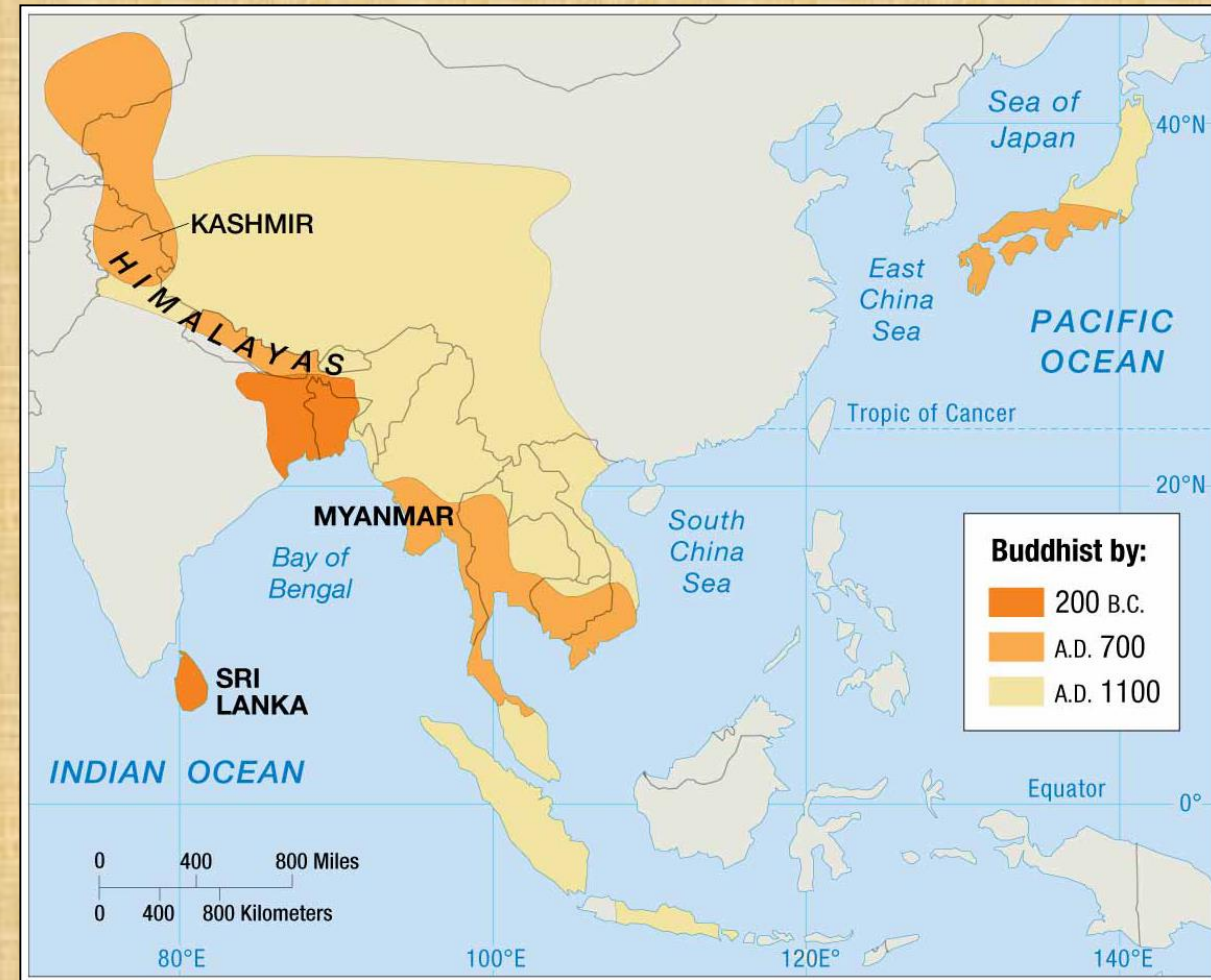 Sea of
Japan
40°N
KASHMIR
HIMALAYAS
East
China
Sea
PACIFIC
OCEAN
Tropic of Cancer
20°N
MYANMAR
South
China
Sea
Bay of
Bengal
Buddhist by:
200 B.C.
A.D. 700
A.D. 1100
SRI
LANKA
INDIAN OCEAN
Equator
0°
0 400 800 Miles
0 400 800 Kilometers
80°E 100°E 120E° 140°E